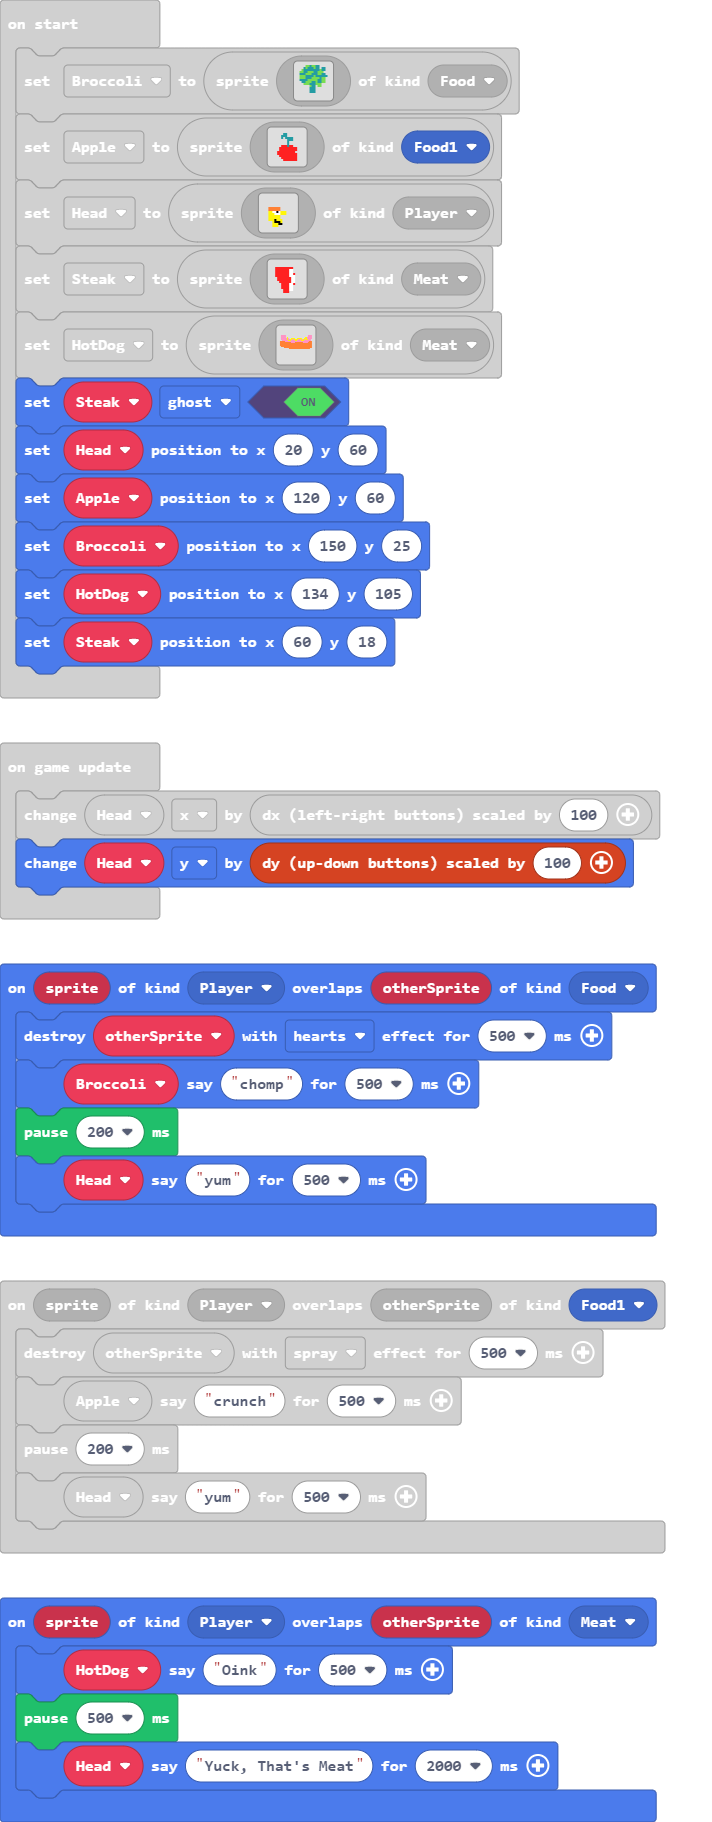 on start
set Broccoli to sprite of kind Food
set Apple to sprite of kind Food1
set Head to sprite of kind Player
set Steak to sprite of kind Meat
set HotDog to sprite of kind Meat
set Steak ghost ON
set Head position to x 20 y 60
set Apple position to x 120 y 60
set Broccoli position to x 150 y 25
set HotDog position to x 134 y 105
set Steak position to x 60 y 18
on game update
change Head x by dx (left-right buttons) scaled by 100
change Head y by dy (up-down buttons) scaled by 100
on sprite of kind Player overlaps otherSprite of kind Food
destroy otherSprite with hearts effect for 500 ms
Broccoli say "chomp" for 500 ms
pause 200 ms
Head say "yum" for 500 ms
on sprite of kind Player overlaps otherSprite of kind Food1
destroy otherSprite with spray effect for 500 ms
Apple say "crunch" for 500 ms
pause 200 ms
Head say "yum" for 500 ms
on sprite of kind Player overlaps otherSprite of kind Meat
HotDog say "Oink" for 500 ms
pause 500 ms
Head say "Yuck, That's Meat" for 2000 ms